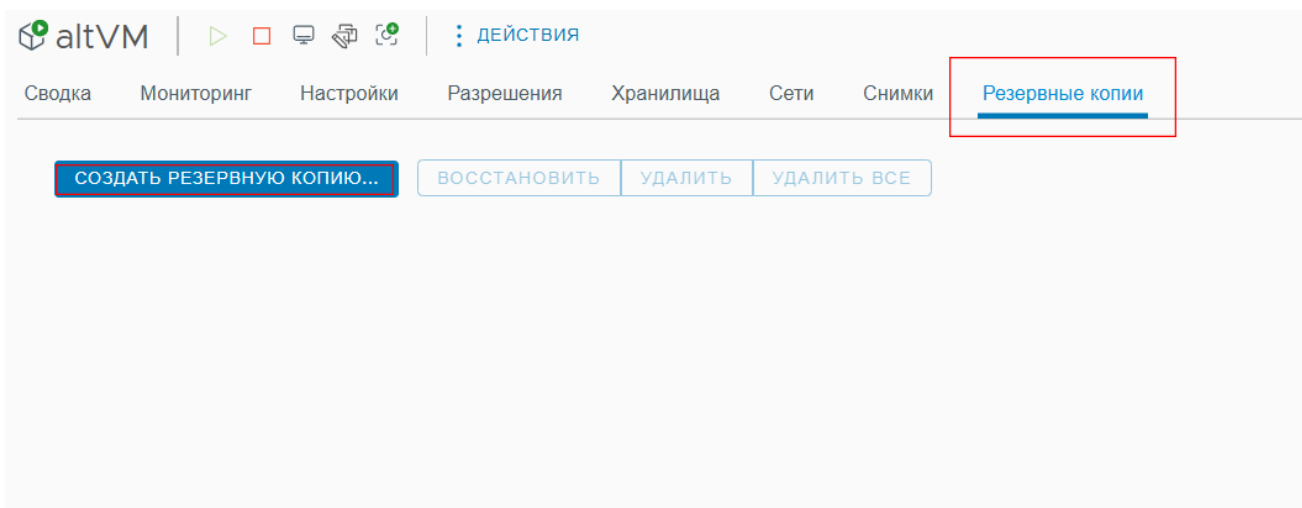 altVM ДЕЙСТВИЯ
Сводка Мониторинг Настройки Разрешения Хранилища Сети Снимки Резервные копии
СОЗДАТЬ РЕЗЕРВНУЮ КОПИЮ... ВОССТАНОВИТЬ УДАЛИТЬ УДАЛИТЬ ВСЕ